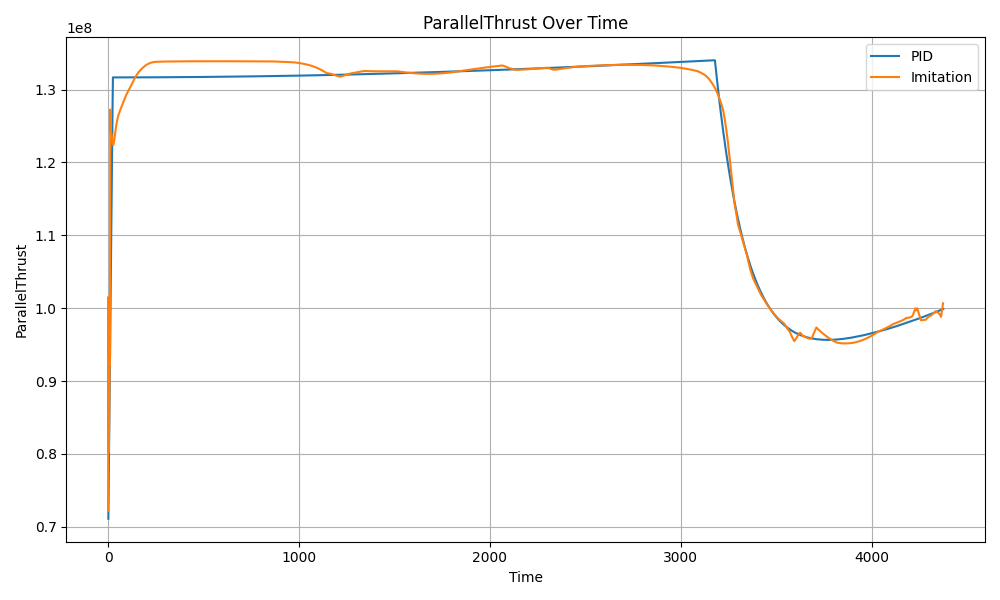 ParallelThrust Over Time
1e8
PID
Imitation
1.3
1.2
1.1
1.0
0.9
0.8
0.7
ParallelThrust
0
1000
2000
3000
4000
Time